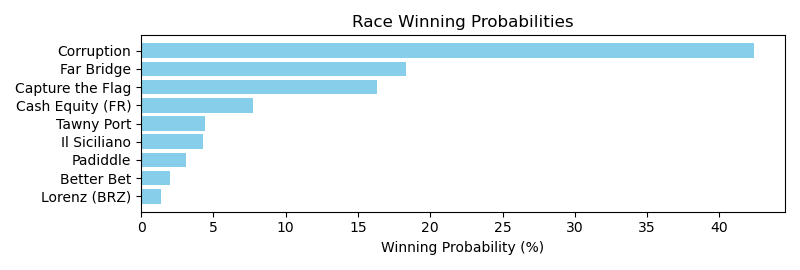 Race Winning Probabilities
Corruption
Far Bridge
Capture the Flag
Cash Equity (FR)
Tawny Port
Il Siciliano
Padiddle
Better Bet
Lorenz (BRZ)
0 5 10 15 20 25 30 35 40
Winning Probability (%)